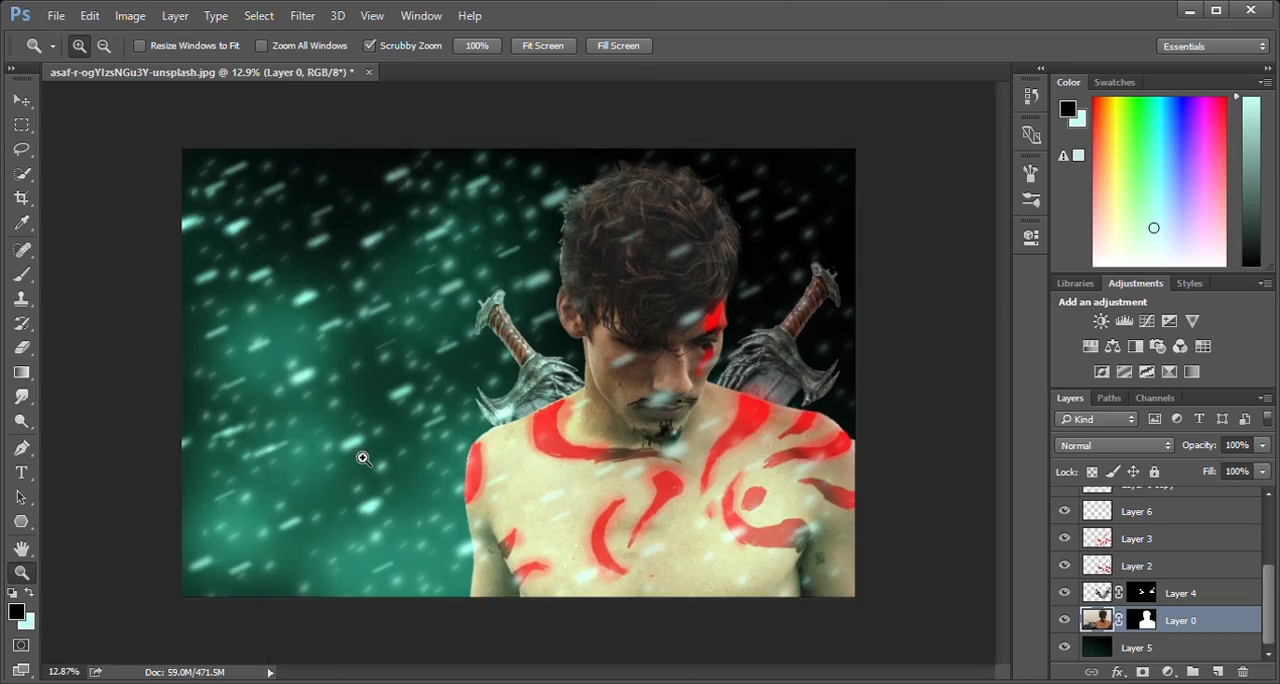 Ps File Edit Image Layer Type Select Filter 3D View Window Help
Resize Windows to Fit Zoom All Windows Scrubby Zoom 100% Fit Screen Fill Screen Essentials
asaf-r-ogYIzsNGu3Y-unsplash.jpg @ 12.9% (Layer 0, RGB/8*) *
Color Swatches
Libraries Adjustments Styles
Add an adjustment
Layers Paths Channels
Kind
Normal Opacity: 100%
Lock: Fill: 100%
Layer 6
Layer 3
Layer 2
Layer 4
Layer 0
Layer 5
12.87% Doc: 59.0M/471.5M